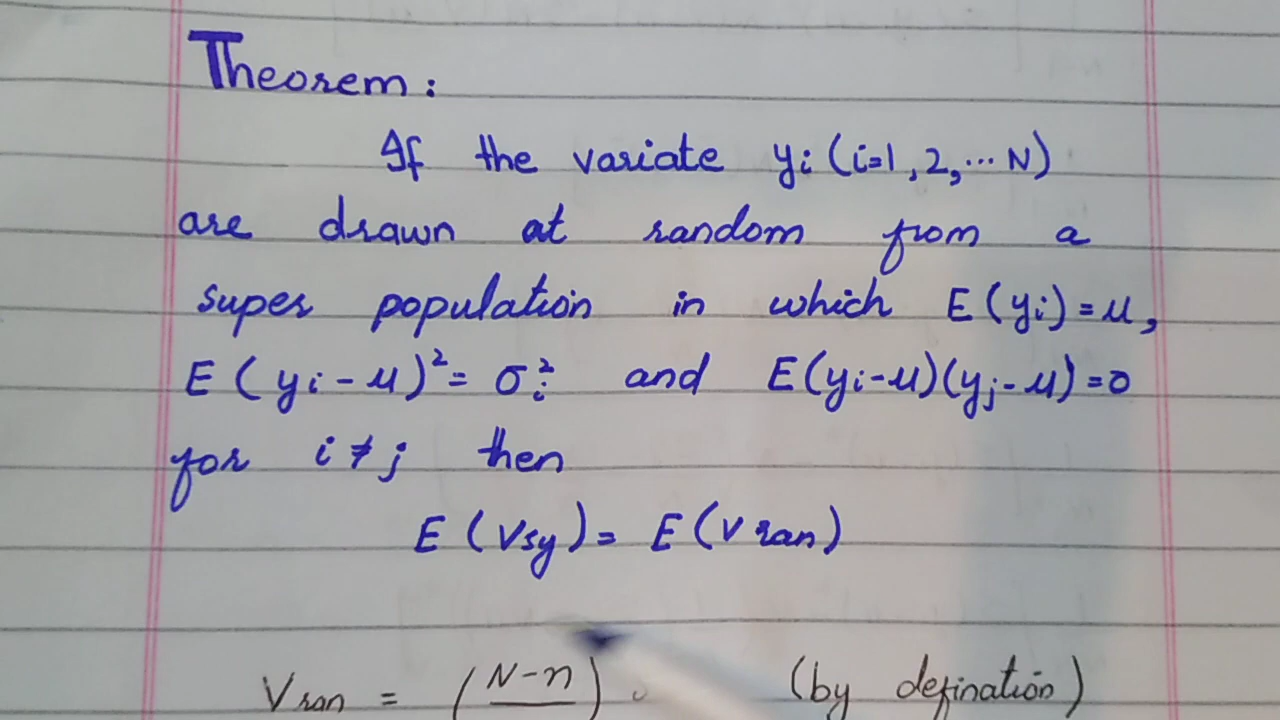 Theorem:
If the variate yi (i=1, 2, ... N)
are drawn at random from a
super population in which E(yi) = μ,
E(yi-μ)² = σi² and E(yi-μ)(yj-μ)=0
for i ≠ j then
E(Vsy) = E(Vran)
Vran = (N-n) (by defination)